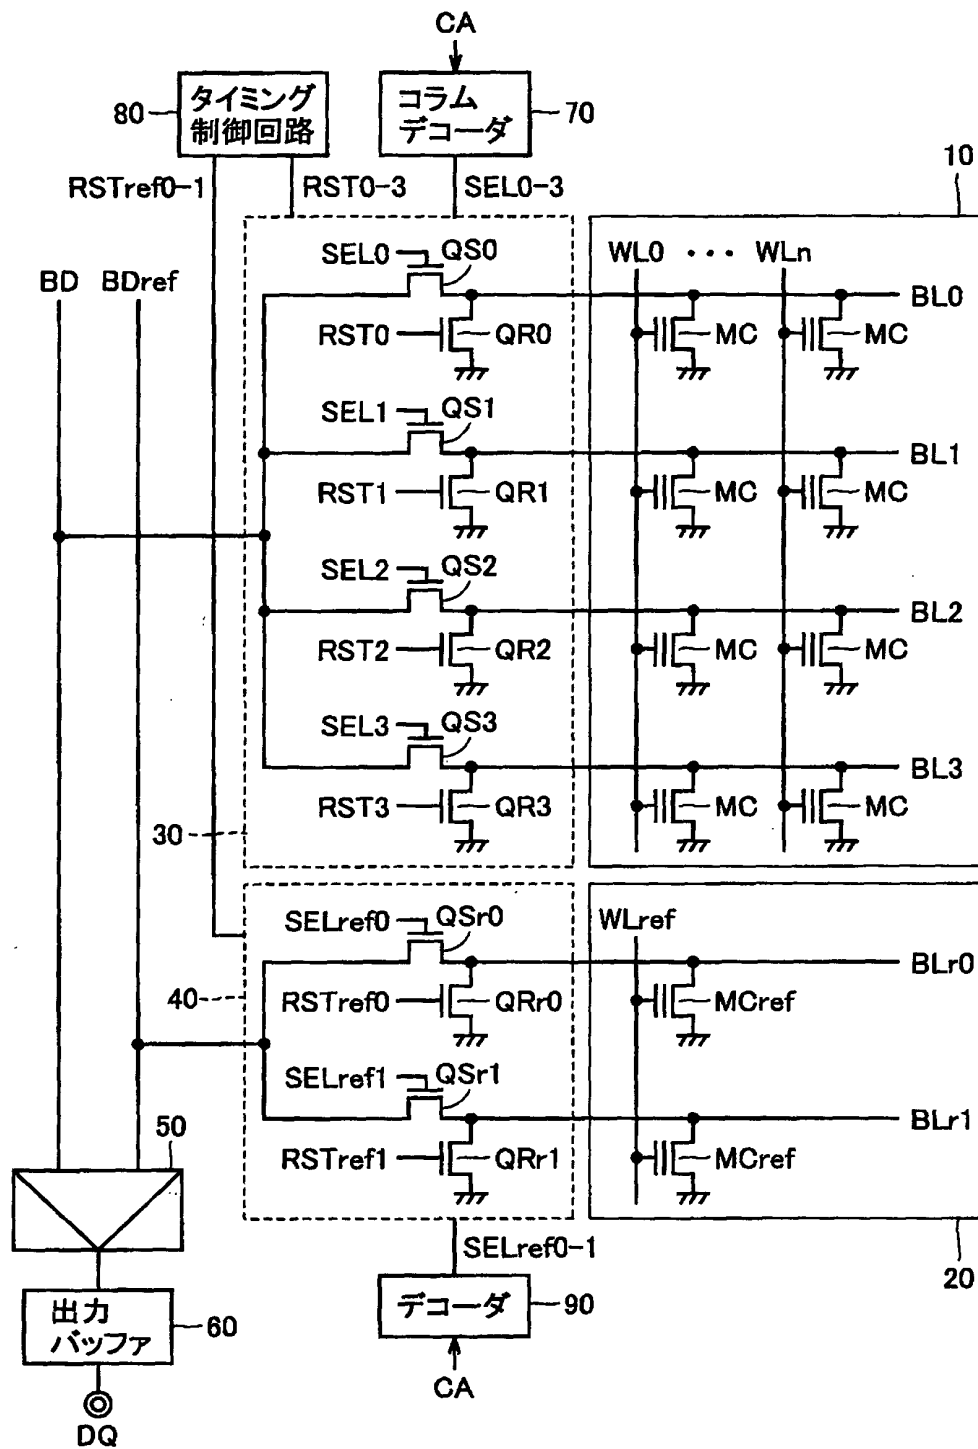 CA
80
タイミング
制御回路
コラム
デコーダ
70
10
RSTref0-1
RST0-3
SEL0-3
BD
BDref
SEL0
QS0
WL0 ••• WLn
BL0
RST0
QR0
MC
MC
SEL1
QS1
BL1
RST1
QR1
MC
MC
SEL2
QS2
BL2
RST2
QR2
MC
MC
SEL3
QS3
BL3
RST3
QR3
MC
MC
30
SELref0
QSr0
WLref
BLr0
40
RSTref0
QRr0
MCref
SELref1
QSr1
BLr1
50
RSTref1
QRr1
MCref
SELref0-1
20
出力
バッファ
60
デコーダ
90
CA
DQ